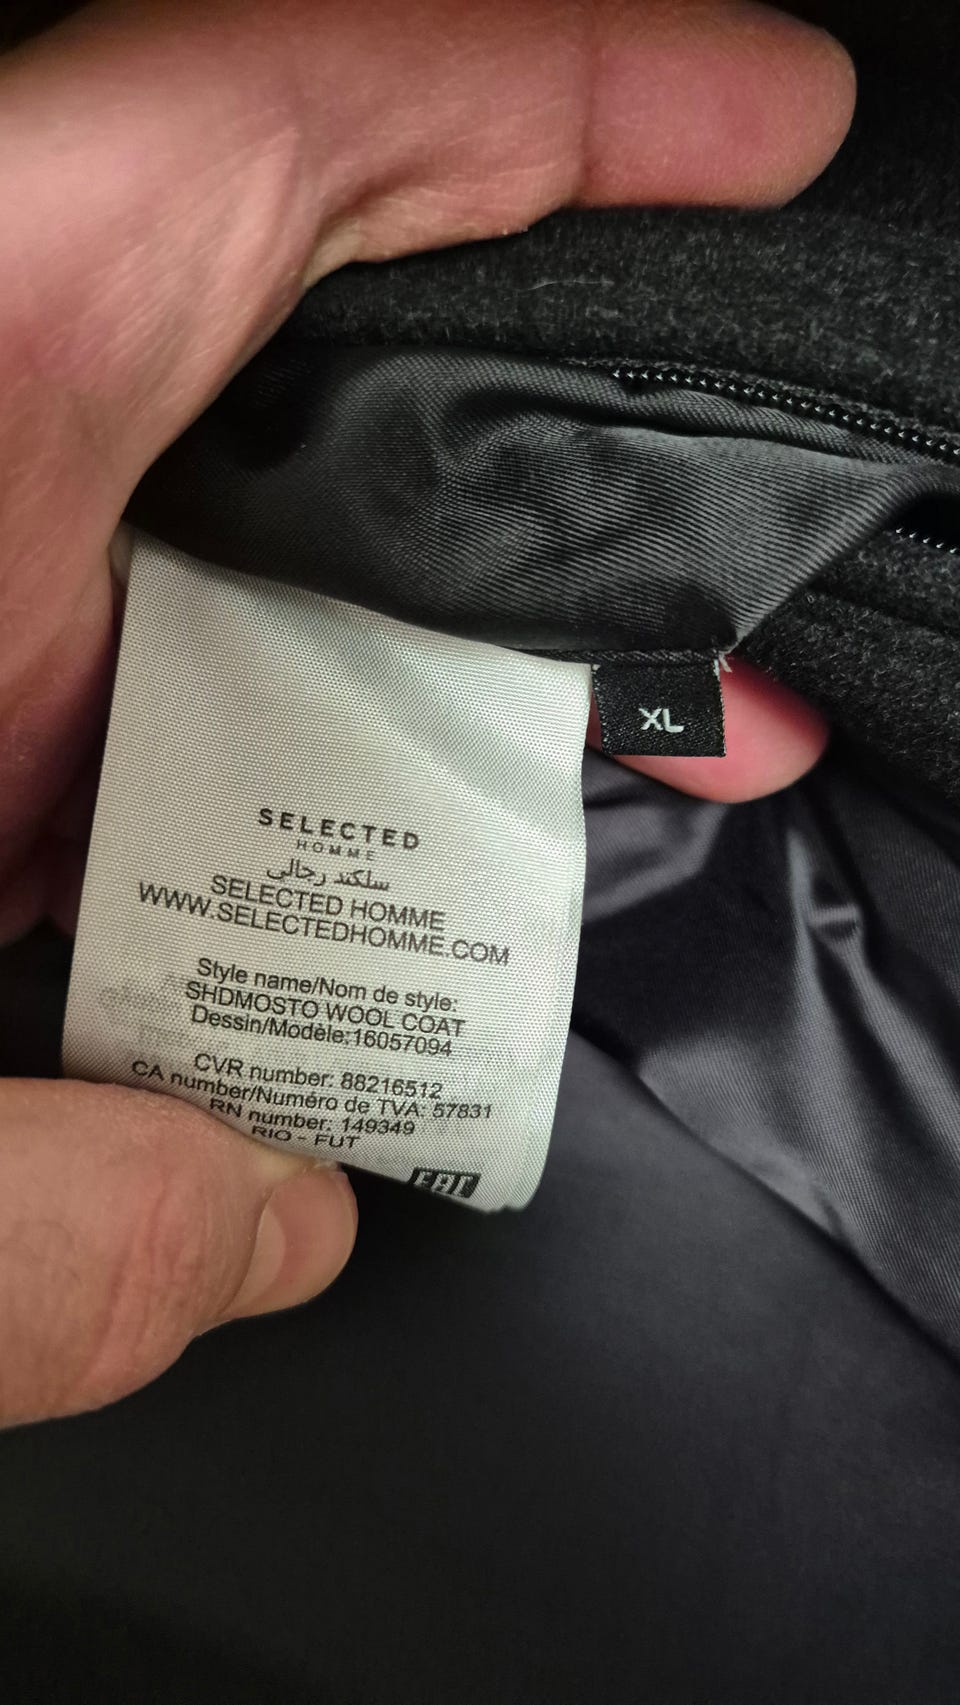 XL
SELECTED
HOMME
سلكتد رجالي
SELECTED HOMME
WWW.SELECTEDHOMME.COM
Style name/Nom de style:
SHDMOSTO WOOL COAT
Dessin/Modèle:16057094
CVR number: 88216512
CA number/Numéro de TVA: 57831
RN number: 149349
RIO - FUT
EAC